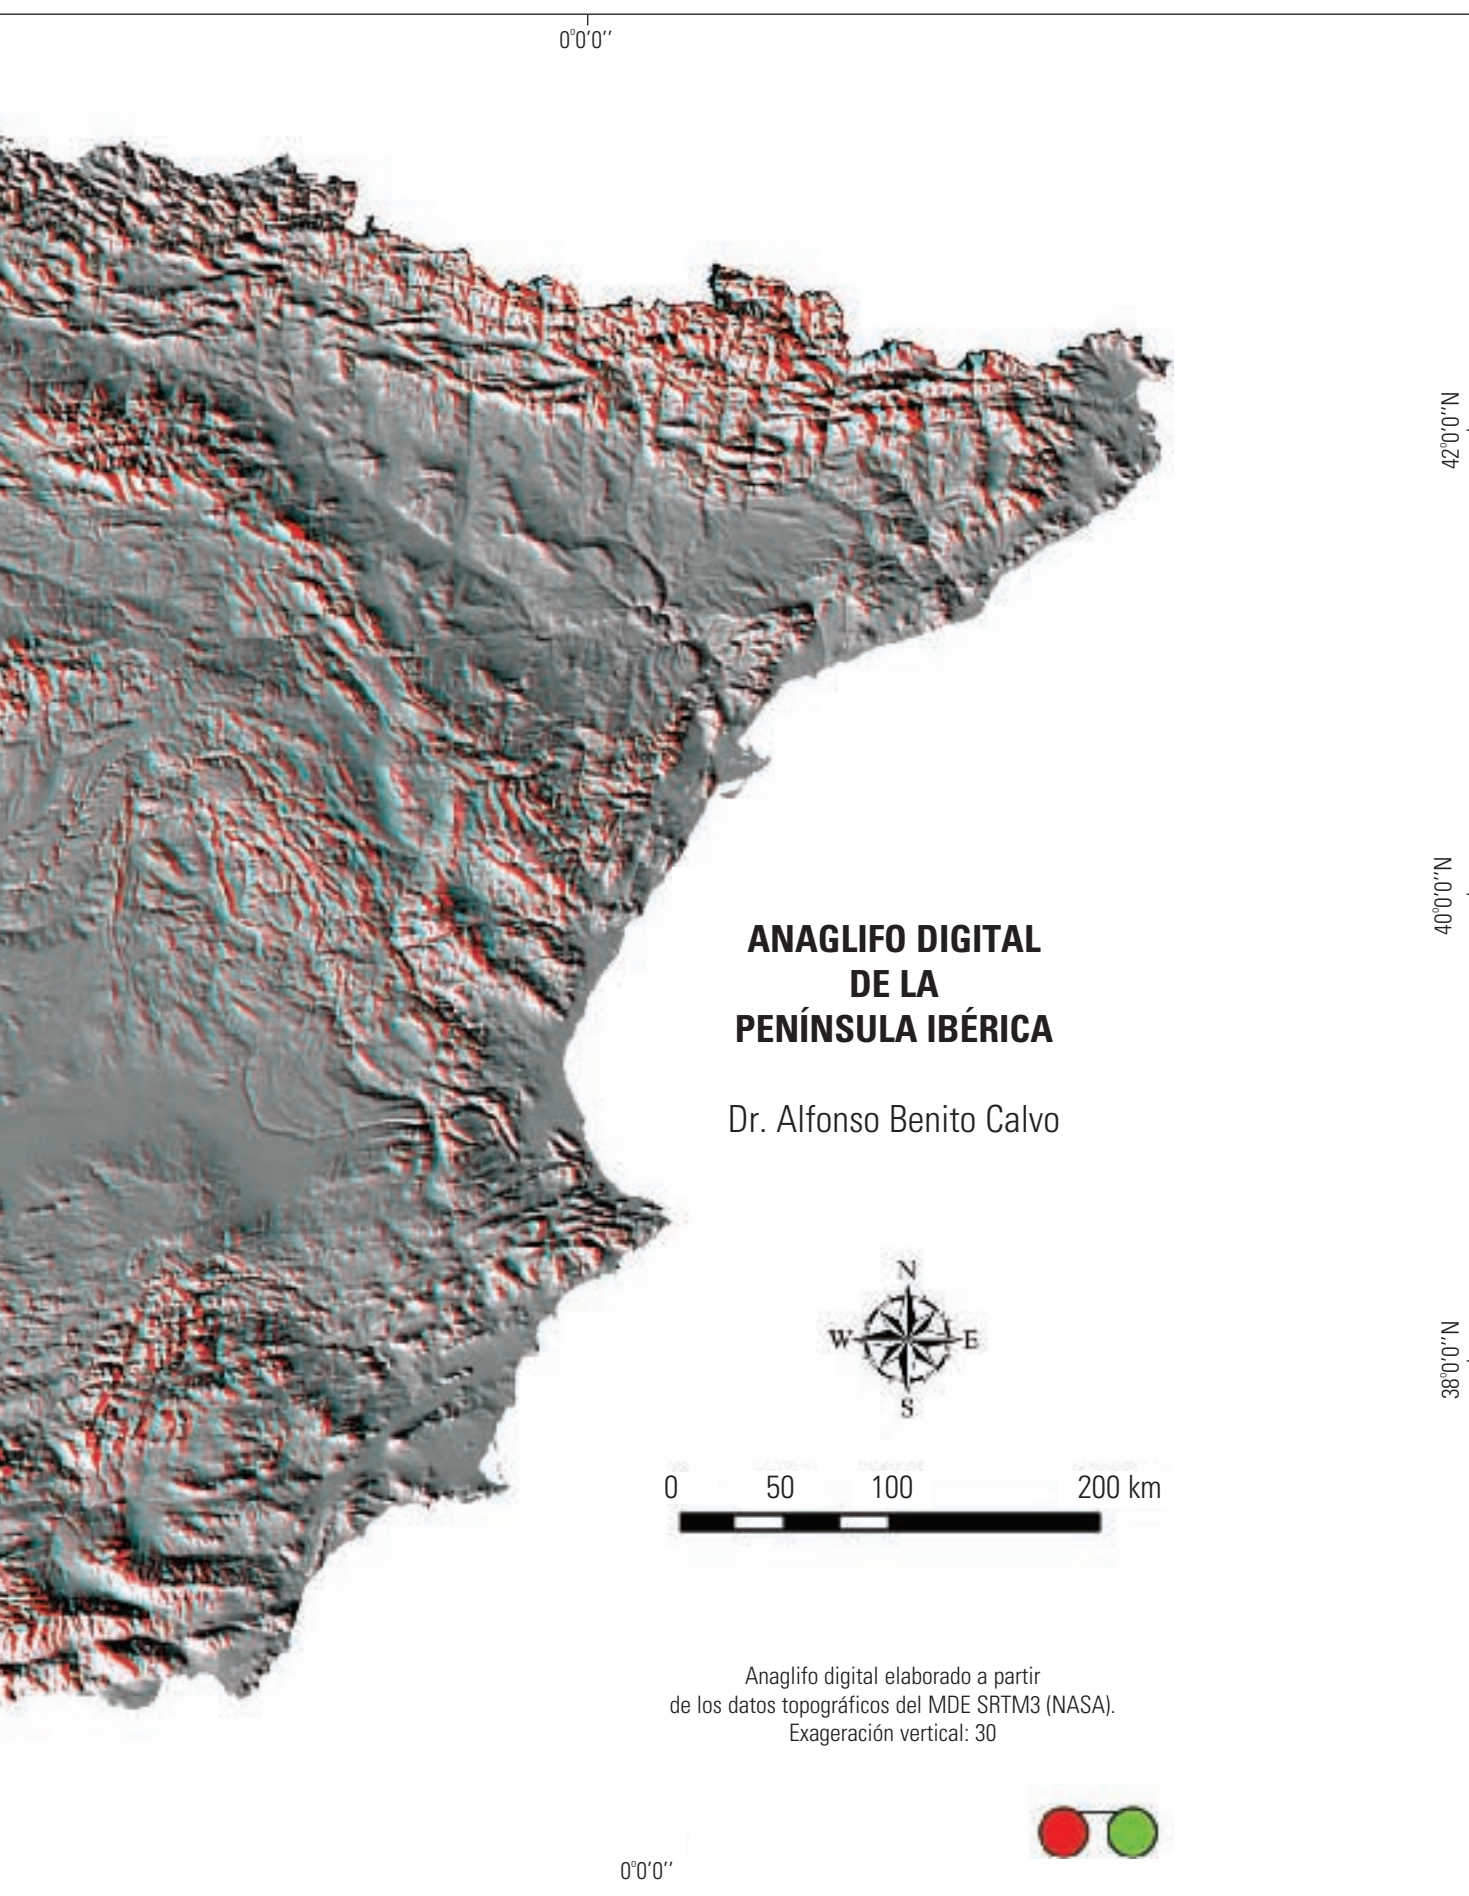 0°0'0''
42°0'0''N
40°0'0''N
ANAGLIFO DIGITAL
DE LA
PENÍNSULA IBÉRICA
Dr. Alfonso Benito Calvo
N
W E
S
38°0'0''N
0 50 100 200 km
Anaglifo digital elaborado a partir
de los datos topográficos del MDE SRTM3 (NASA).
Exageración vertical: 30
0°0'0''